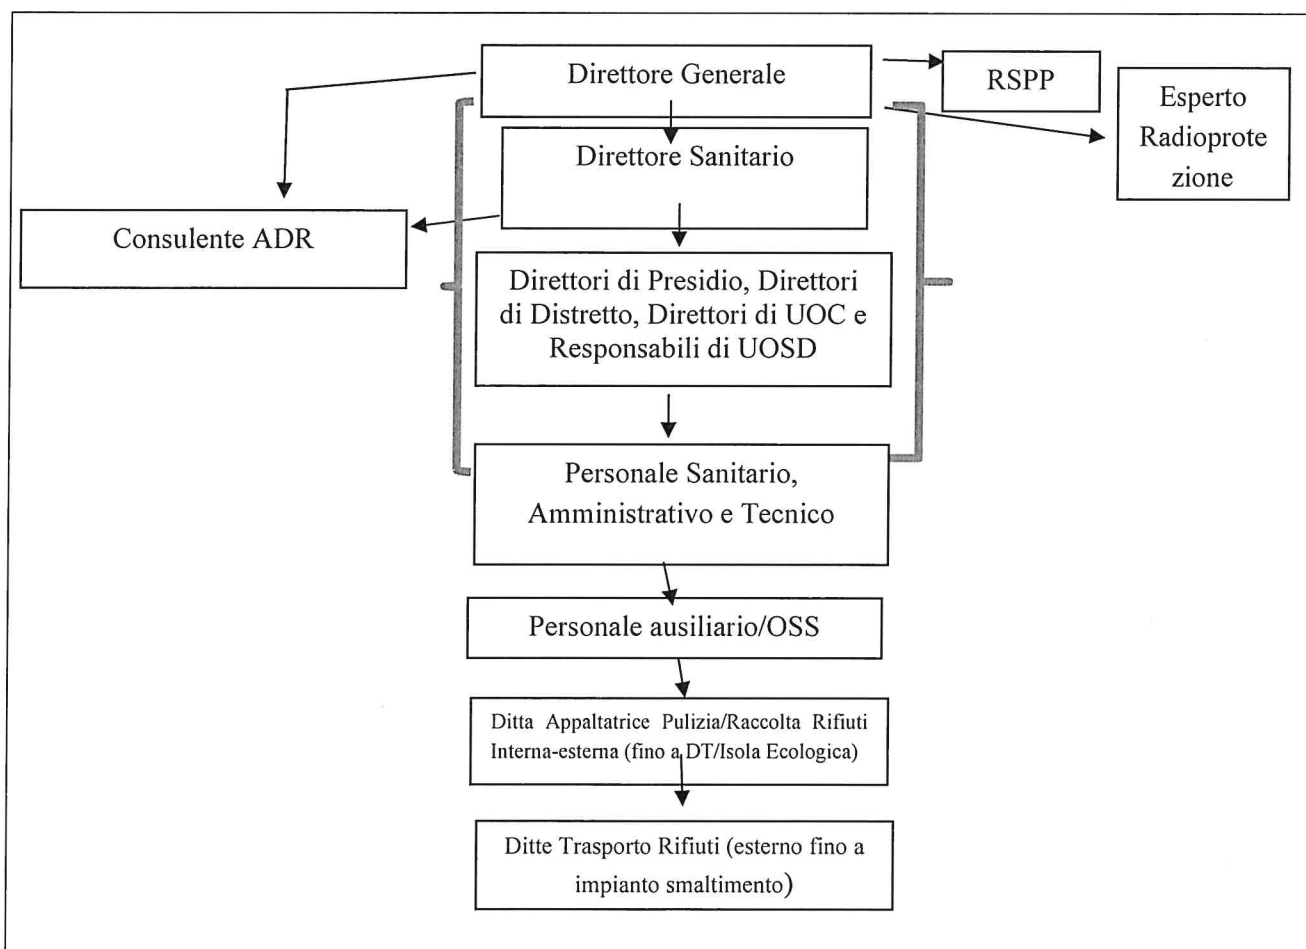 Direttore Generale
RSPP
Esperto
Radioprote
zione
Direttore Sanitario
Consulente ADR
Direttori di Presidio, Direttori
di Distretto, Direttori di UOC e
Responsabili di UOSD
Personale Sanitario,
Amministrativo e Tecnico
Personale ausiliario/OSS
Ditta Appaltatrice Pulizia/Raccolta Rifiuti
Interna-esterna (fino a DT/Isola Ecologica)
Ditte Trasporto Rifiuti (esterno fino a
impianto smaltimento)